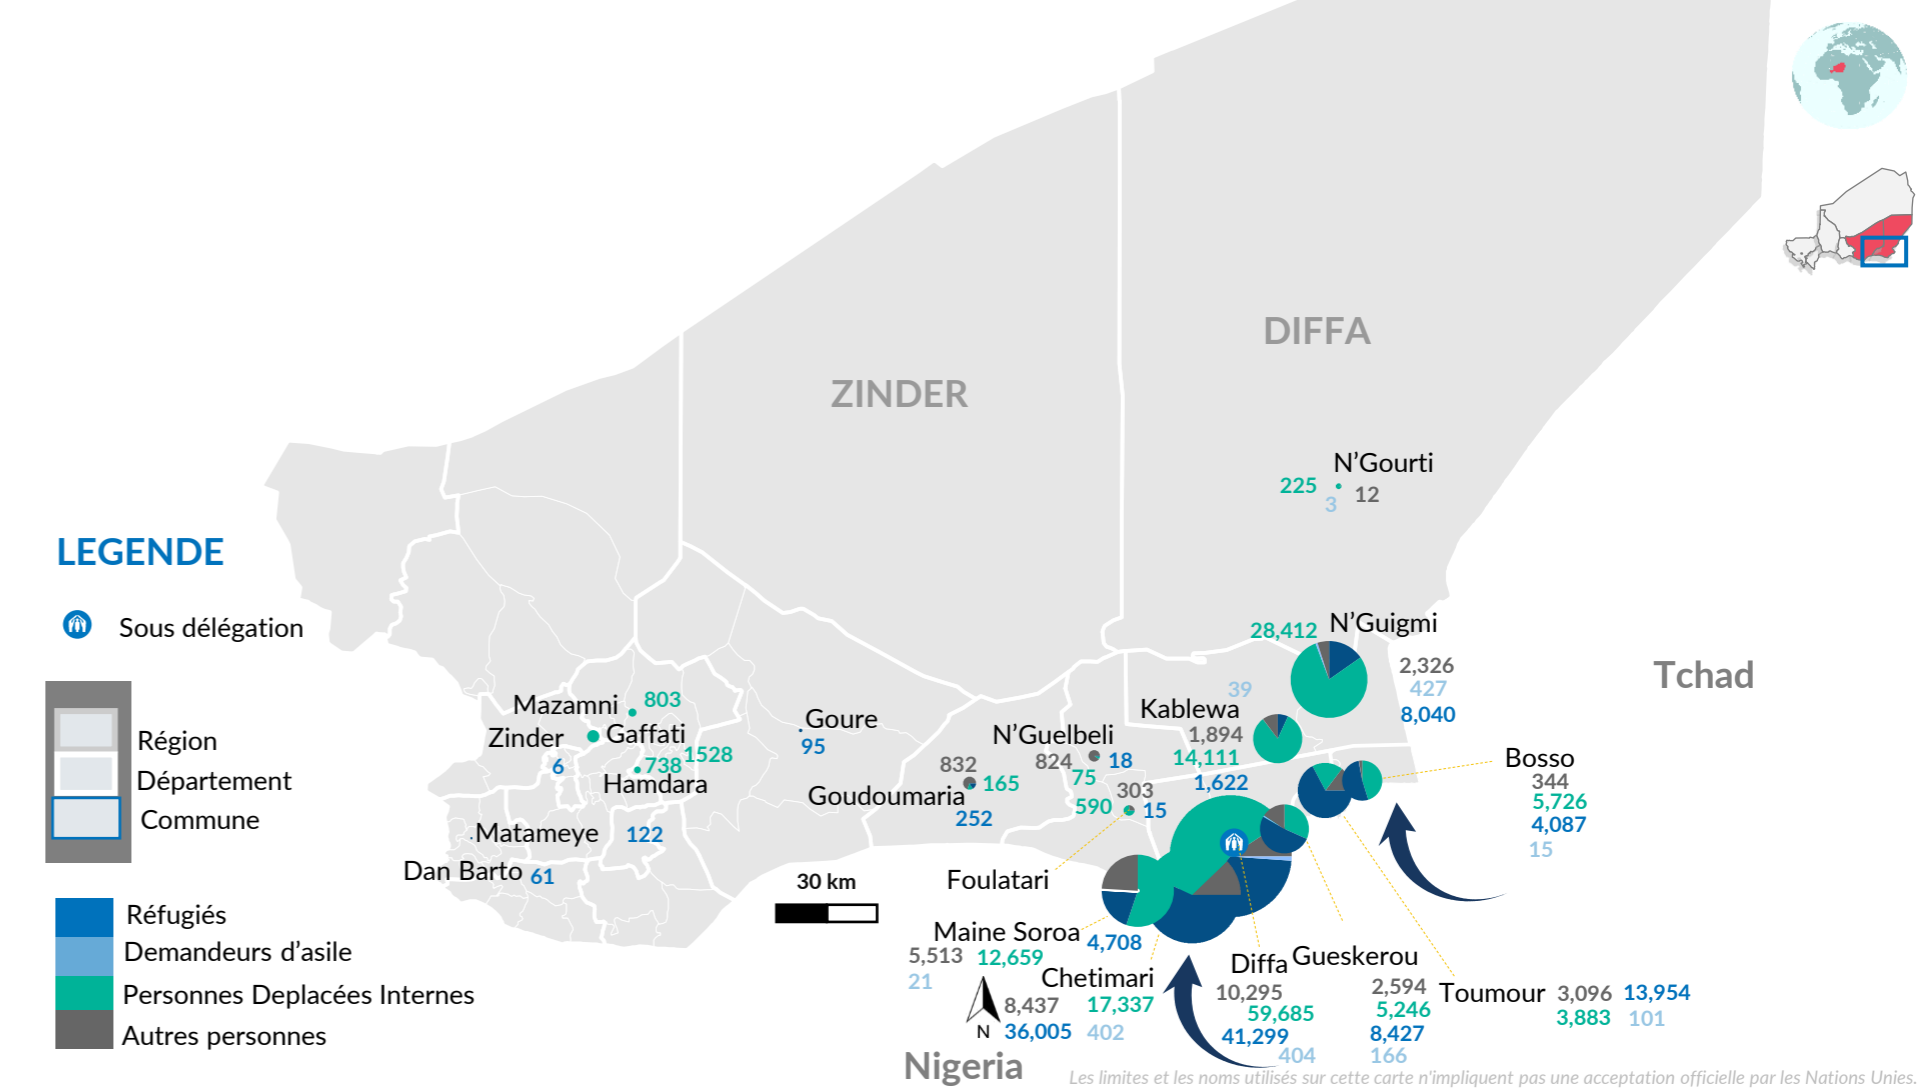 DIFFA
ZINDER
N’Gourti
225
12
3
LEGENDE
Sous délégation
Région
Département
Commune
Réfugiés
Demandeurs d’asile
Personnes Deplacées Internes
Autres personnes
N’Guigmi
28,412
2,326
427
8,040
Tchad
39
Kablewa
1,894
14,111
1,622
Mazamni
803
Zinder
6
Gaffati
1528
738
Hamdara
Matameye
122
Dan Barto
61
Goure
95
N’Guelbeli
824
18
75
832
165
Goudoumaria
252
303
590
15
Foulatari
30 km
Bosso
344
5,726
4,087
15
Maine Soroa
4,708
5,513
12,659
21
Chetimari
8,437
17,337
36,005
402
N
Diffa
10,295
59,685
41,299
404
Gueskerou
2,594
5,246
8,427
166
Toumour
3,096
13,954
3,883
101
Nigeria
Les limites et les noms utilisés sur cette carte n'impliquent pas une acceptation officielle par les Nations Unies.